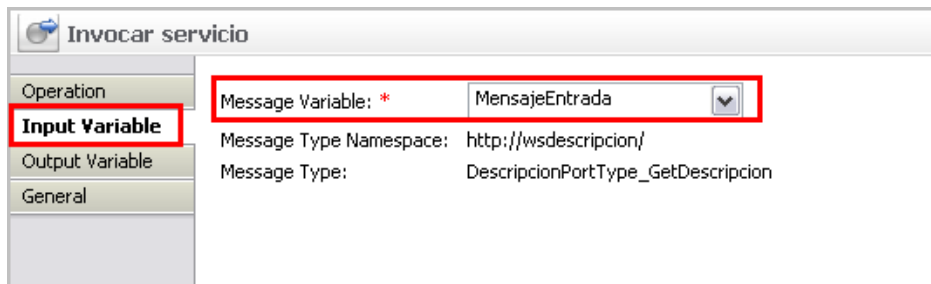 Invocar servicio
Operation
Input Variable
Output Variable
General
Message Variable: * MensajeEntrada
Message Type Namespace: http://wsdescripcion/
Message Type: DescripcionPortType_GetDescripcion